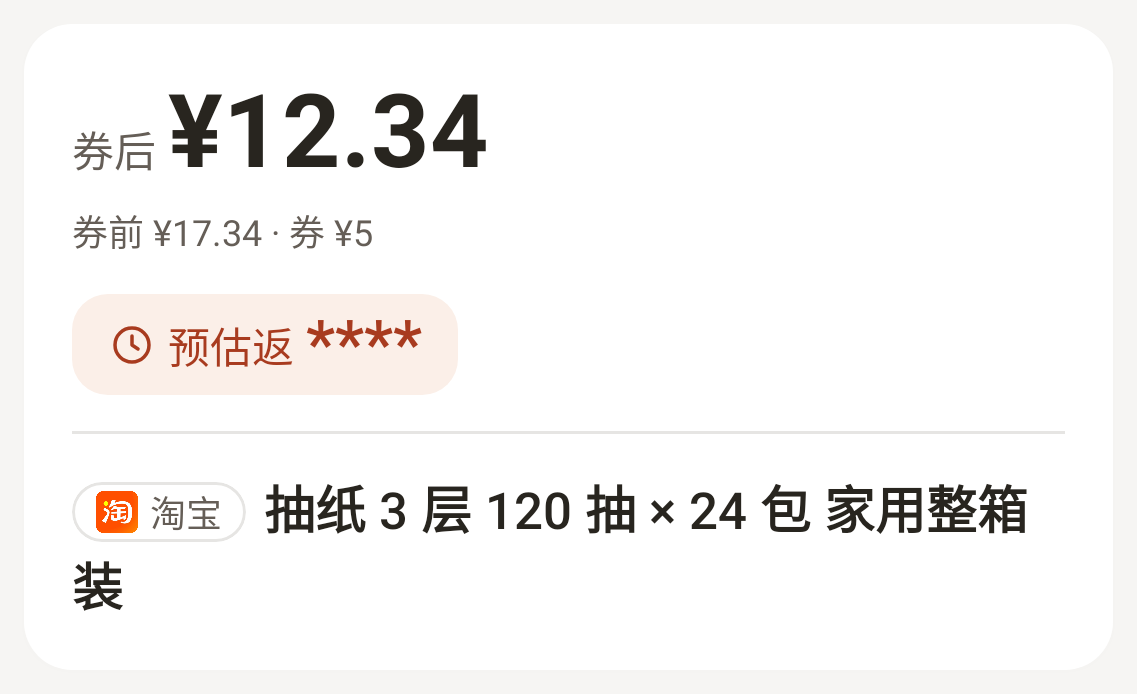 券后 ¥12.34
券前 ¥17.34 · 券 ¥5
预估返 ****
淘 淘宝 抽纸 3 层 120 抽 × 24 包 家用整箱
装